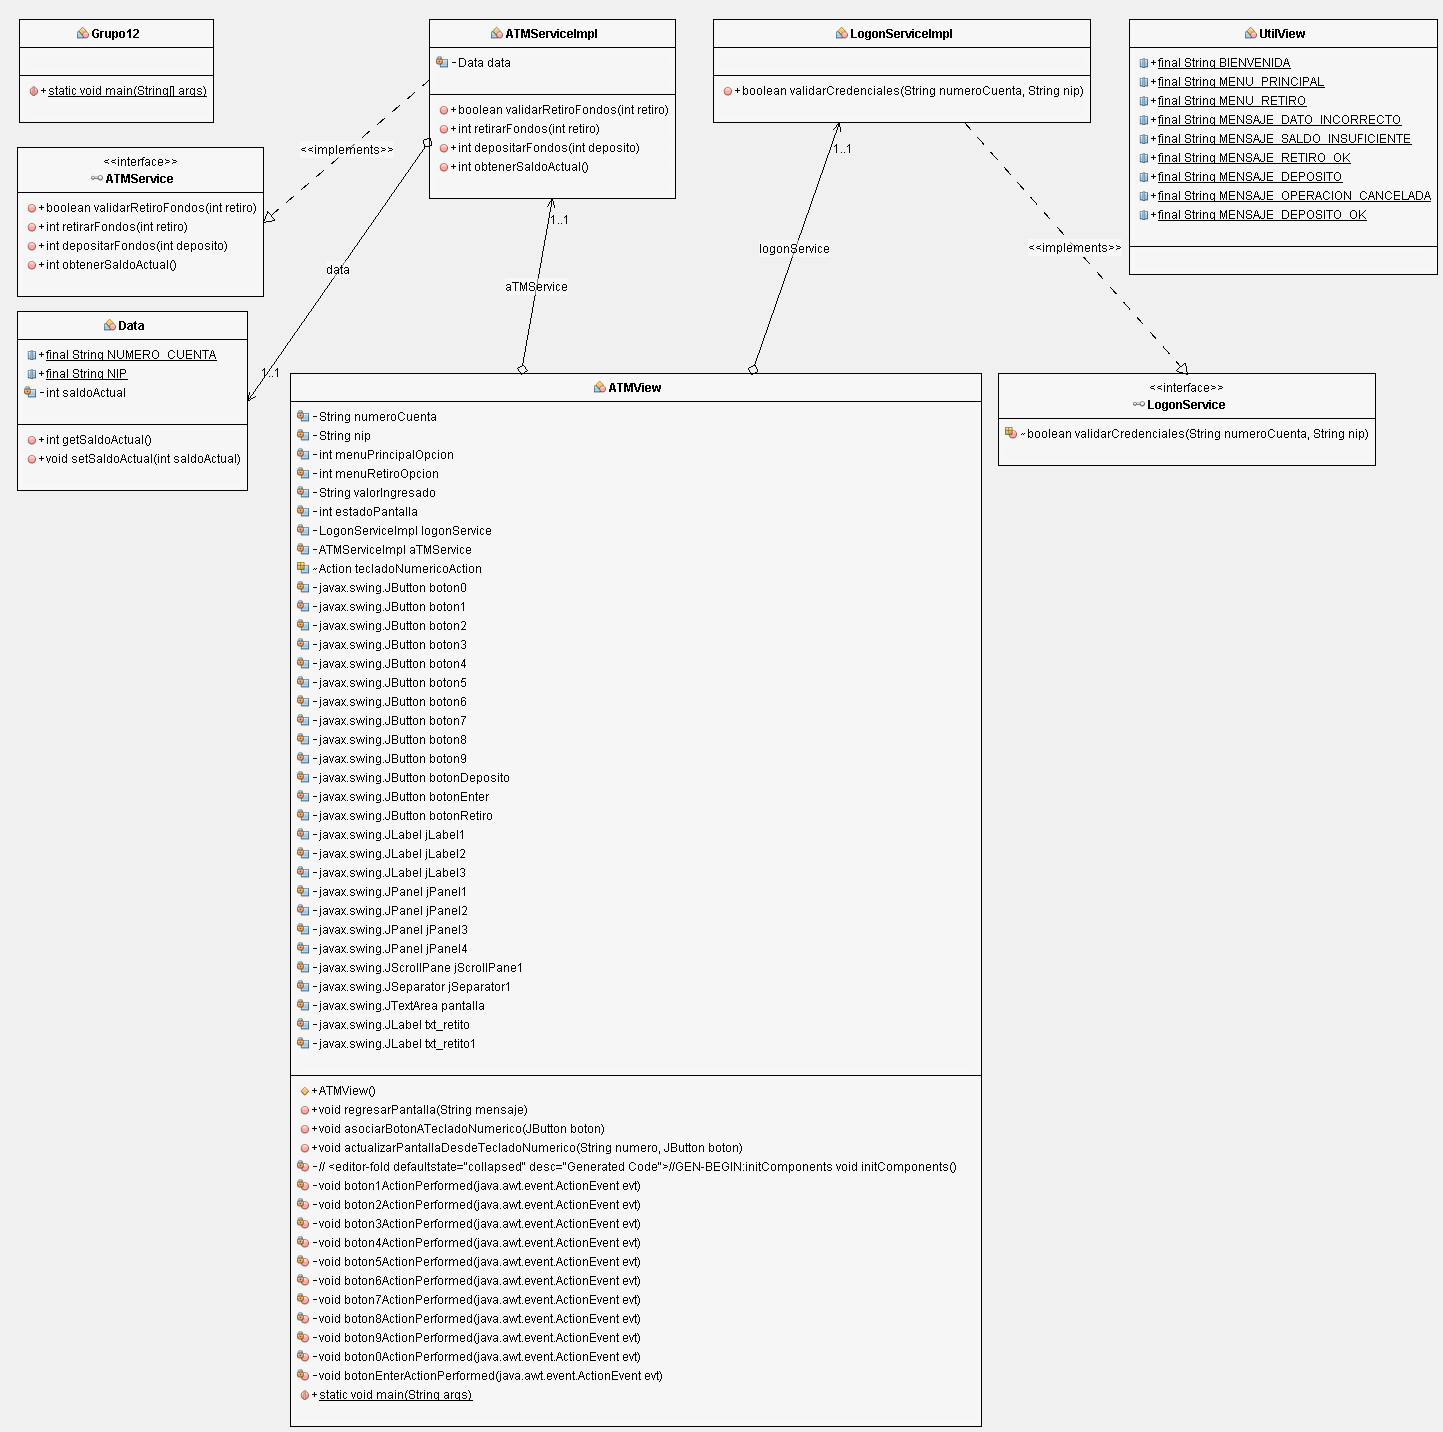 Grupo12
+static void main(String[] args)
<<interface>>
ATMService
+boolean validarRetiroFondos(int retiro)
+int retirarFondos(int retiro)
+int depositarFondos(int deposito)
+int obtenerSaldoActual()
Data
+final String NUMERO_CUENTA
+final String NIP
-int saldoActual
+int getSaldoActual()
+void setSaldoActual(int saldoActual)
ATMServiceImpl
-Data data
+boolean validarRetiroFondos(int retiro)
+int retirarFondos(int retiro)
+int depositarFondos(int deposito)
+int obtenerSaldoActual()
<<implements>>
data
1..1
1..1
aTMService
LogonServiceImpl
+boolean validarCredenciales(String numeroCuenta, String nip)
1..1
logonService
<<implements>>
UtilView
+final String BIENVENIDA
+final String MENU_PRINCIPAL
+final String MENU_RETIRO
+final String MENSAJE_DATO_INCORRECTO
+final String MENSAJE_SALDO_INSUFICIENTE
+final String MENSAJE_RETIRO_OK
+final String MENSAJE_DEPOSITO
+final String MENSAJE_OPERACION_CANCELADA
+final String MENSAJE_DEPOSITO_OK
<<interface>>
LogonService
~boolean validarCredenciales(String numeroCuenta, String nip)
ATMView
-String numeroCuenta
-String nip
-int menuPrincipalOpcion
-int menuRetiroOpcion
-String valorIngresado
-int estadoPantalla
-LogonServiceImpl logonService
-ATMServiceImpl aTMService
~Action tecladoNumericoAction
-javax.swing.JButton boton0
-javax.swing.JButton boton1
-javax.swing.JButton boton2
-javax.swing.JButton boton3
-javax.swing.JButton boton4
-javax.swing.JButton boton5
-javax.swing.JButton boton6
-javax.swing.JButton boton7
-javax.swing.JButton boton8
-javax.swing.JButton boton9
-javax.swing.JButton botonDeposito
-javax.swing.JButton botonEnter
-javax.swing.JButton botonRetiro
-javax.swing.JLabel jLabel1
-javax.swing.JLabel jLabel2
-javax.swing.JLabel jLabel3
-javax.swing.JPanel jPanel1
-javax.swing.JPanel jPanel2
-javax.swing.JPanel jPanel3
-javax.swing.JPanel jPanel4
-javax.swing.JScrollPane jScrollPane1
-javax.swing.JSeparator jSeparator1
-javax.swing.JTextArea pantalla
-javax.swing.JLabel txt_retito
-javax.swing.JLabel txt_retito1
+ATMView()
+void regresarPantalla(String mensaje)
+void asociarBotonATecladoNumerico(JButton boton)
+void actualizarPantallaDesdeTecladoNumerico(String numero, JButton boton)
-// <editor-fold defaultstate="collapsed" desc="Generated Code">//GEN-BEGIN:initComponents void initComponents()
-void boton1ActionPerformed(java.awt.event.ActionEvent evt)
-void boton2ActionPerformed(java.awt.event.ActionEvent evt)
-void boton3ActionPerformed(java.awt.event.ActionEvent evt)
-void boton4ActionPerformed(java.awt.event.ActionEvent evt)
-void boton5ActionPerformed(java.awt.event.ActionEvent evt)
-void boton6ActionPerformed(java.awt.event.ActionEvent evt)
-void boton7ActionPerformed(java.awt.event.ActionEvent evt)
-void boton8ActionPerformed(java.awt.event.ActionEvent evt)
-void boton9ActionPerformed(java.awt.event.ActionEvent evt)
-void boton0ActionPerformed(java.awt.event.ActionEvent evt)
-void botonEnterActionPerformed(java.awt.event.ActionEvent evt)
+static void main(String args)